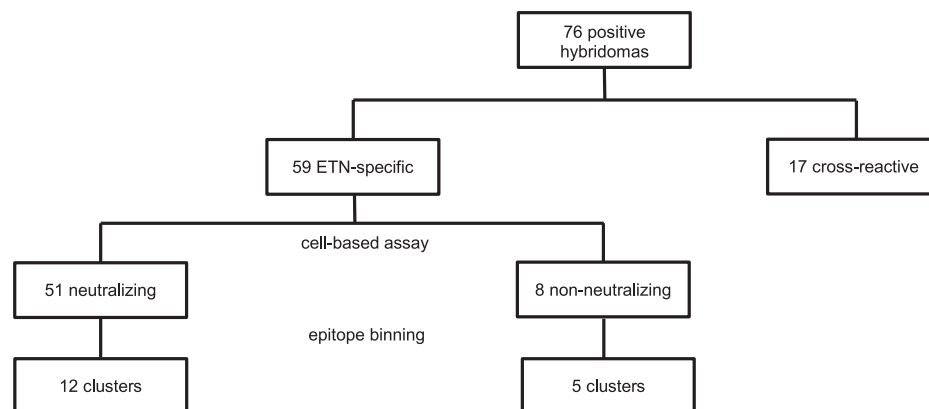 76 positive
hybridomas
59 ETN-specific
17 cross-reactive
cell-based assay
51 neutralizing
8 non-neutralizing
epitope binning
12 clusters
5 clusters